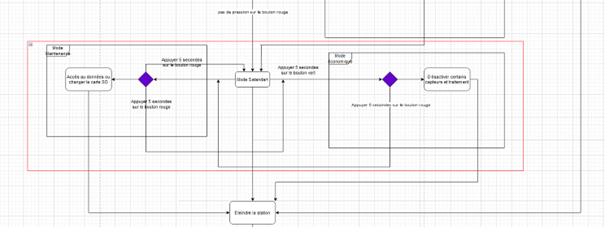 pas de pression sur le bouton rouge
Mode
Maintenance
Appuyer 5 secondes
sur le bouton rouge
Accès au données ou
changer la carte SD
Appuyer 5 secondes
sur le bouton rouge
Mode Satandart
Appuyer 5 secondes
sur le bouton vert
Mode
économique
Désactiver certains
capteurs et traitement
Appuyer 5 secondes sur le bouton rouge
Eteindre la station